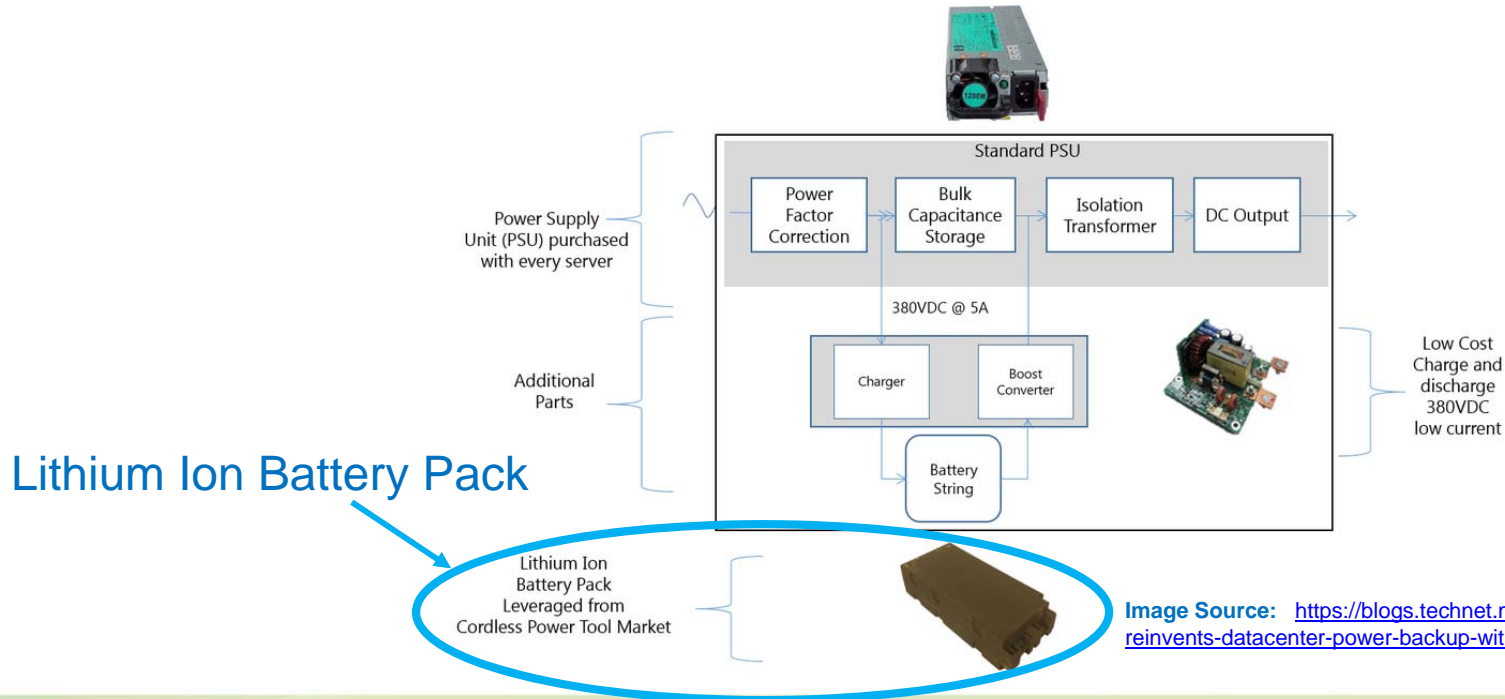 1200W
Standard PSU
Power
Factor
Correction
Bulk
Capacitance
Storage
Isolation
Transformer
DC Output
Power Supply
Unit (PSU) purchased
with every server
380VDC @ 5A
Charger
Boost
Converter
Low Cost
Charge and
discharge
380VDC
low current
Additional
Parts
Battery
String
Lithium Ion Battery Pack
Lithium Ion
Battery Pack
Leveraged from
Cordless Power Tool Market
Image Source: https://blogs.technet.
reinvents-datacenter-power-backup-wit